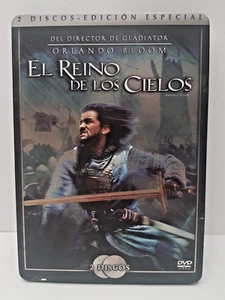 2 DISCOS-EDICIÓN ESPECIAL
DEL DIRECTOR DE GLADIATOR
ORLANDO BLOOM
EL REINO
DE LOS CIELOS
2 DISCOS
DVD